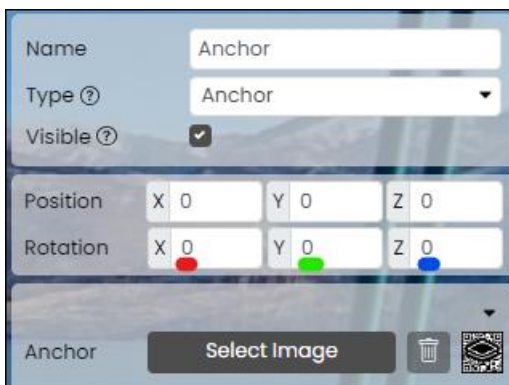 Name Anchor
Type ? Anchor
Visible ?
Position X 0 Y 0 Z 0
Rotation X 0 Y 0 Z 0
Anchor Select Image